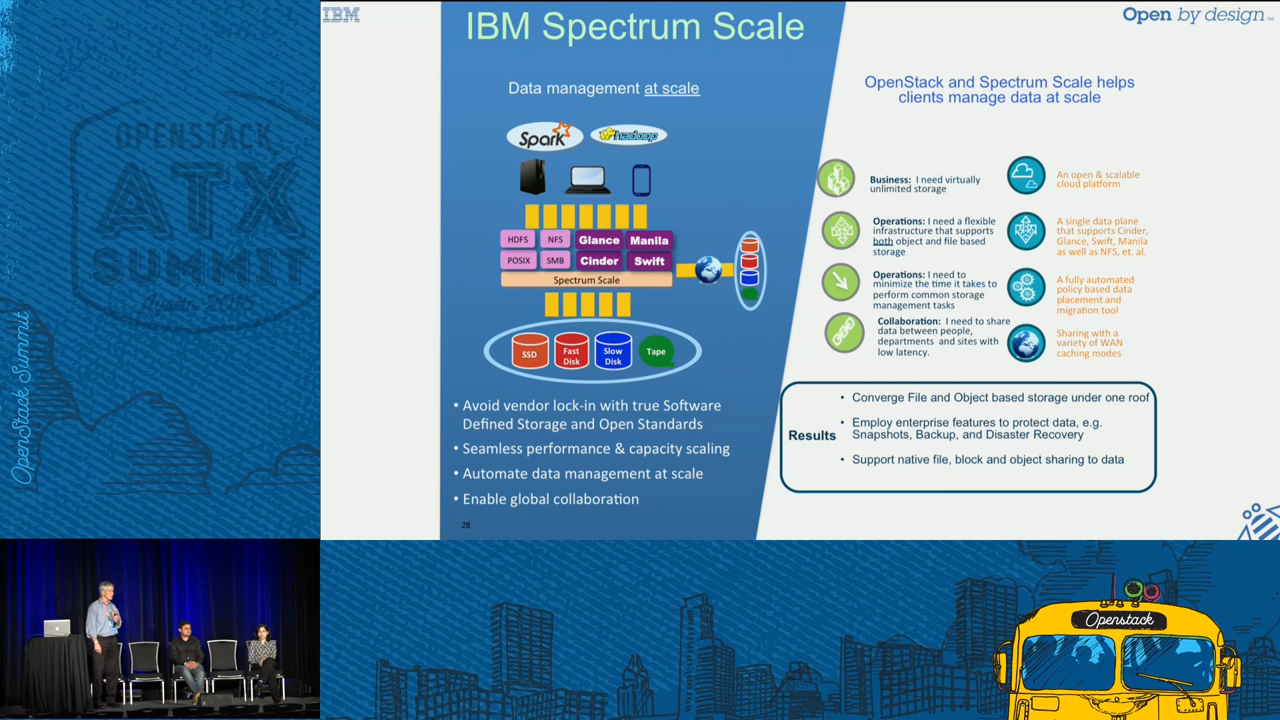 IBM
IBM Spectrum Scale
Open by design
Data management at scale
Spark
hadoop
HDFS
NFS
Glance
Manila
POSIX
SMB
Cinder
Swift
Spectrum Scale
SSD
Fast
Disk
Slow
Disk
Tape
• Avoid vendor lock-in with true Software
Defined Storage and Open Standards
• Seamless performance & capacity scaling
• Automate data management at scale
• Enable global collaboration
28
OpenStack and Spectrum Scale helps
clients manage data at scale
Business: I need virtually
unlimited storage
An open & scalable
cloud platform
Operations: I need a flexible
infrastructure that supports
both object and file based
storage
A single data plane
that supports Cinder,
Glance, Swift, Manila
as well as NFS, et. al.
Operations: I need to
minimize the time it takes to
perform common storage
management tasks
A fully automated
policy based data
placement and
migration tool
Collaboration: I need to share
data between people,
departments and sites with
low latency.
Sharing with a
variety of WAN
caching modes
Results
• Converge File and Object based storage under one roof
• Employ enterprise features to protect data, e.g.
Snapshots, Backup, and Disaster Recovery
• Support native file, block and object sharing to data
OPENSTACK
ATX
OpenStack Summit
Openstack